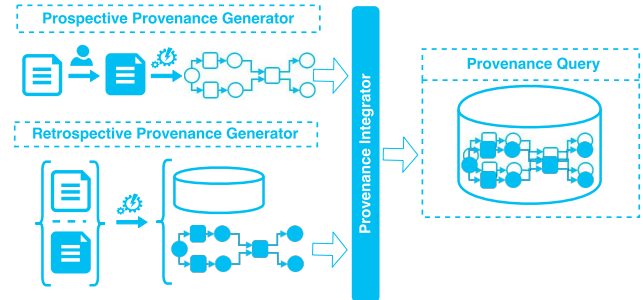 Prospective Provenance Generator
Retrospective Provenance Generator
Provenance Integrator
Provenance Query